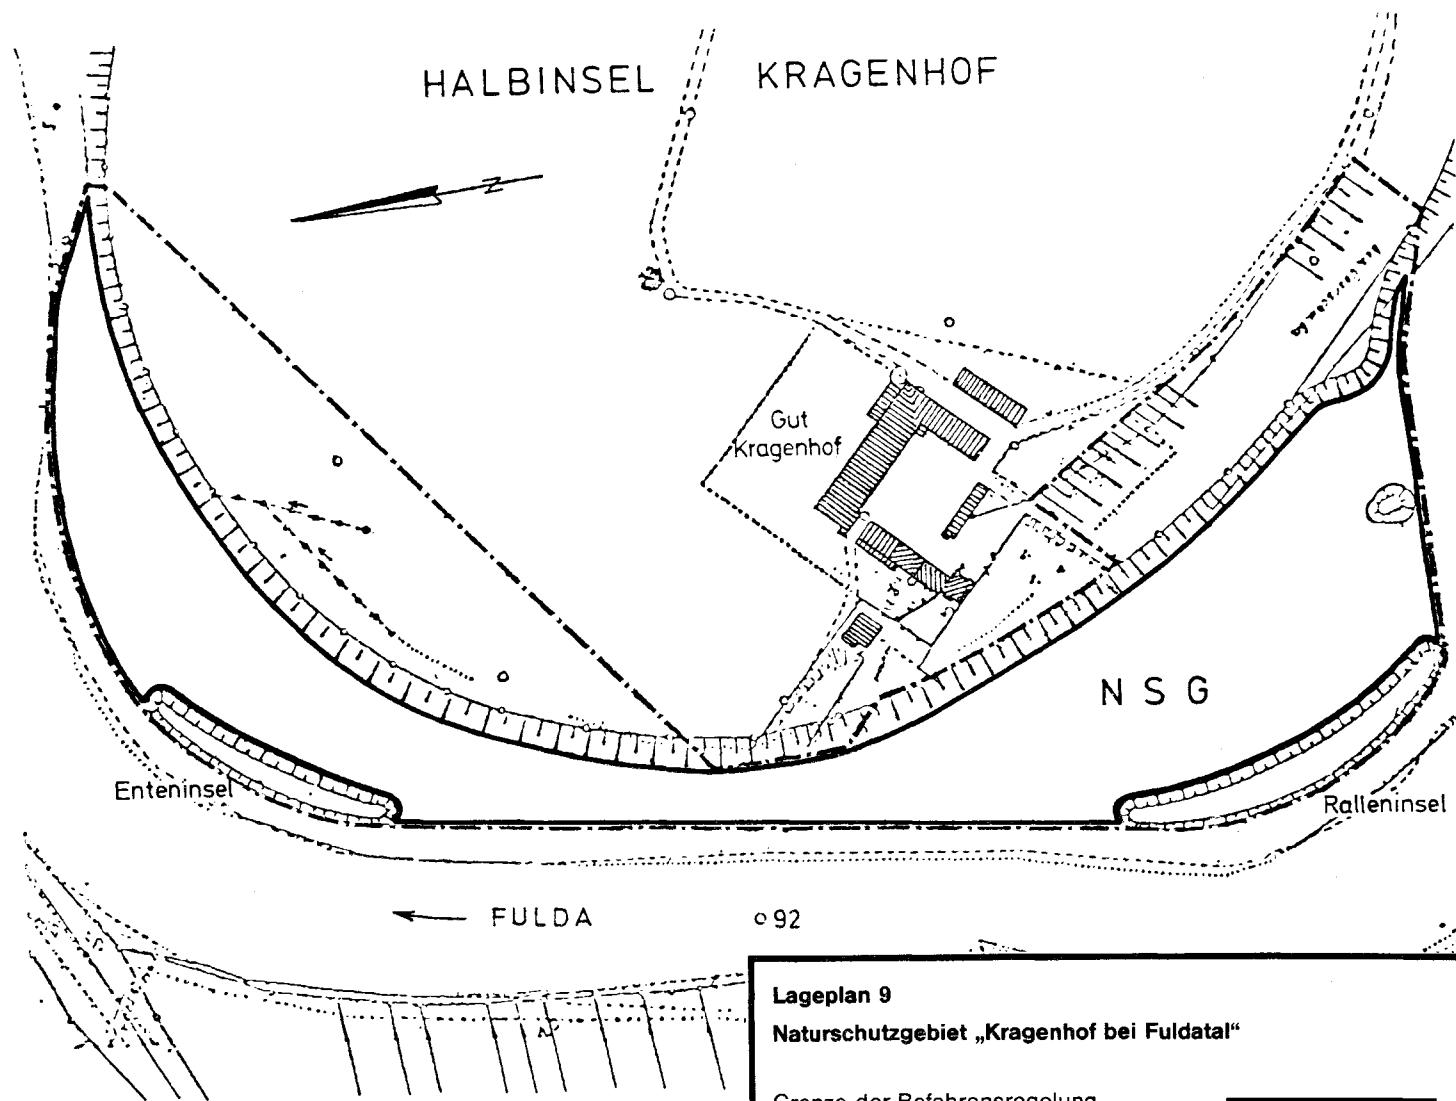 HALBINSEL KRAGENHOF
N
Gut
Kragenhof
NSG
Enteninsel
Ralleninsel
FULDA
92
Lageplan 9
Naturschutzgebiet „Kragenhof bei Fuldatal“
Grenze der Befahrensregelung